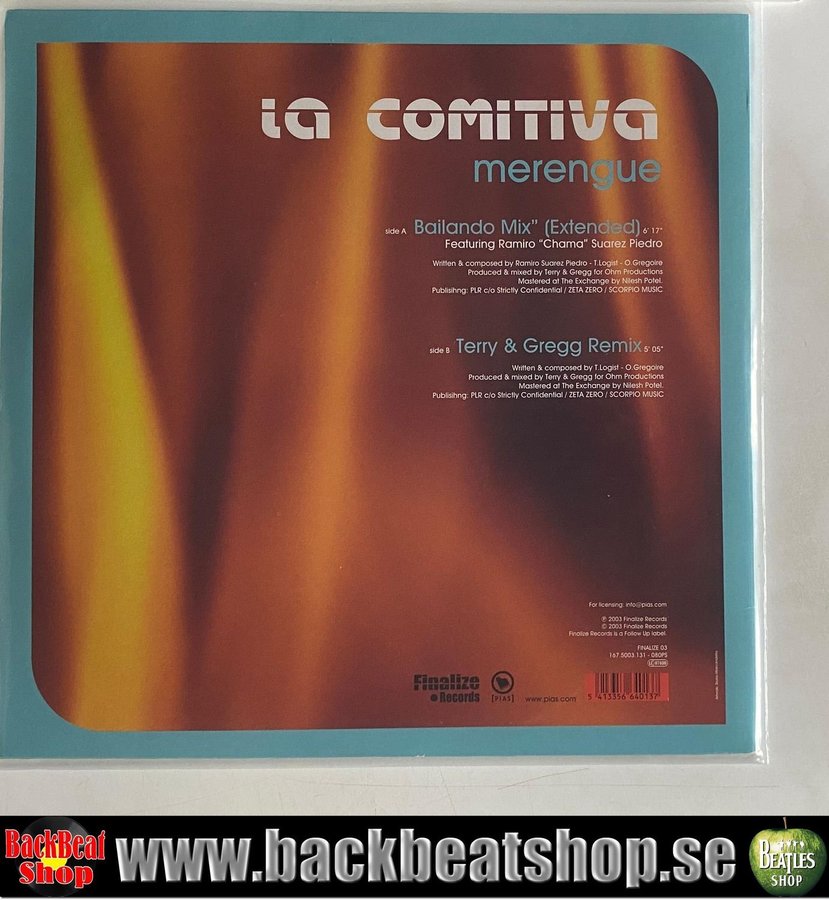 La COMITIVA
merengue
side A Bailando Mix" (Extended) 6' 17"
Featuring Ramiro "Chama" Suarez Piedro
Written & composed by Ramiro Suarez Piedro - T.Logist - O.Gregoire
Produced & mixed by Terry & Gregg for Ohm Productions
Mastered at The Exchange by Nilesh Patel.
Publisihng: PLR c/o Strictly Confidential / ZETA ZERO / SCORPIO MUSIC
side B Terry & Gregg Remix 5' 05"
Written & composed by T.Logist - O.Gregoire
Produced & mixed by Terry & Gregg for Ohm Productions
Mastered at The Exchange by Nilesh Patel.
Publisihng: PLR c/o Strictly Confidential / ZETA ZERO / SCORPIO MUSIC
For licensing: info@pias.com
℗ 2003 Finalize Records
© 2003 Finalize Records
Finalize Records is a Follow Up label.
FINALIZE 03
167.5003.131 - 080PS
Finalize
Records
[PIAS]
www.pias.com
5 413356 640137
BackBeat
Shop
www.backbeatshop.se
BEATLES
SHOP